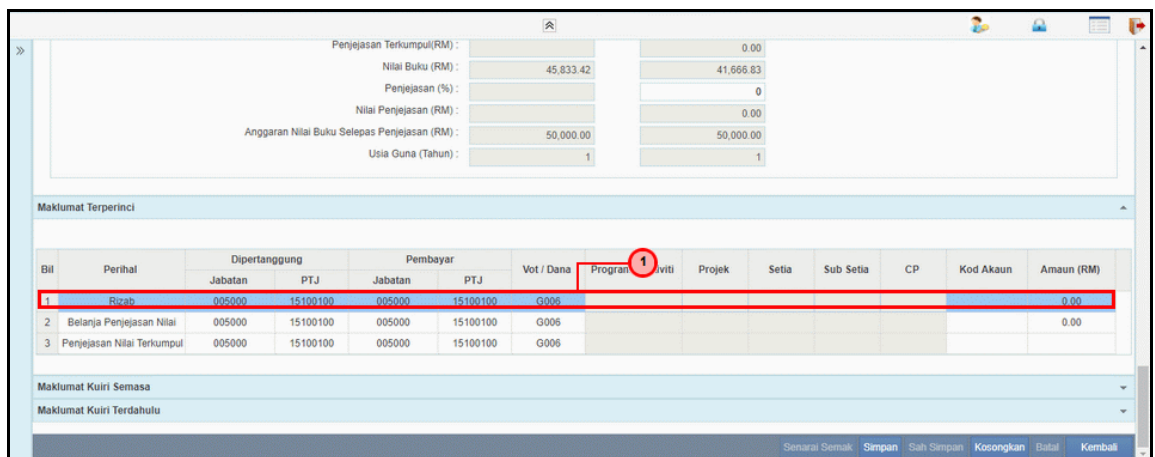 Penjejasan Terkumpul(RM) : 0.00
Nilai Buku (RM) : 45,833.42 41,666.83
Penjejasan (%) : 0
Nilai Penjejasan (RM) : 0.00
Anggaran Nilai Buku Selepas Penjejasan (RM) : 50,000.00 50,000.00
Usia Guna (Tahun) : 1 1
Maklumat Terperinci
1
Dipertanggung Pembayar
Bil Perihal Vot / Dana Projek Setia Sub Setia CP Kod Akaun Amaun (RM)
Jabatan PTJ Jabatan PTJ
1 Rizab 005000 15100100 005000 15100100 G006 0.00
2 Belanja Penjejasan Nilai 005000 15100100 005000 15100100 G006 0.00
3 Penjejasan Nilai Terkumpul 005000 15100100 005000 15100100 G006
Maklumat Kuiri Semasa
Maklumat Kuiri Terdahulu
Senarai Semak Simpan Sah Simpan Kosongkan Batal Kembali